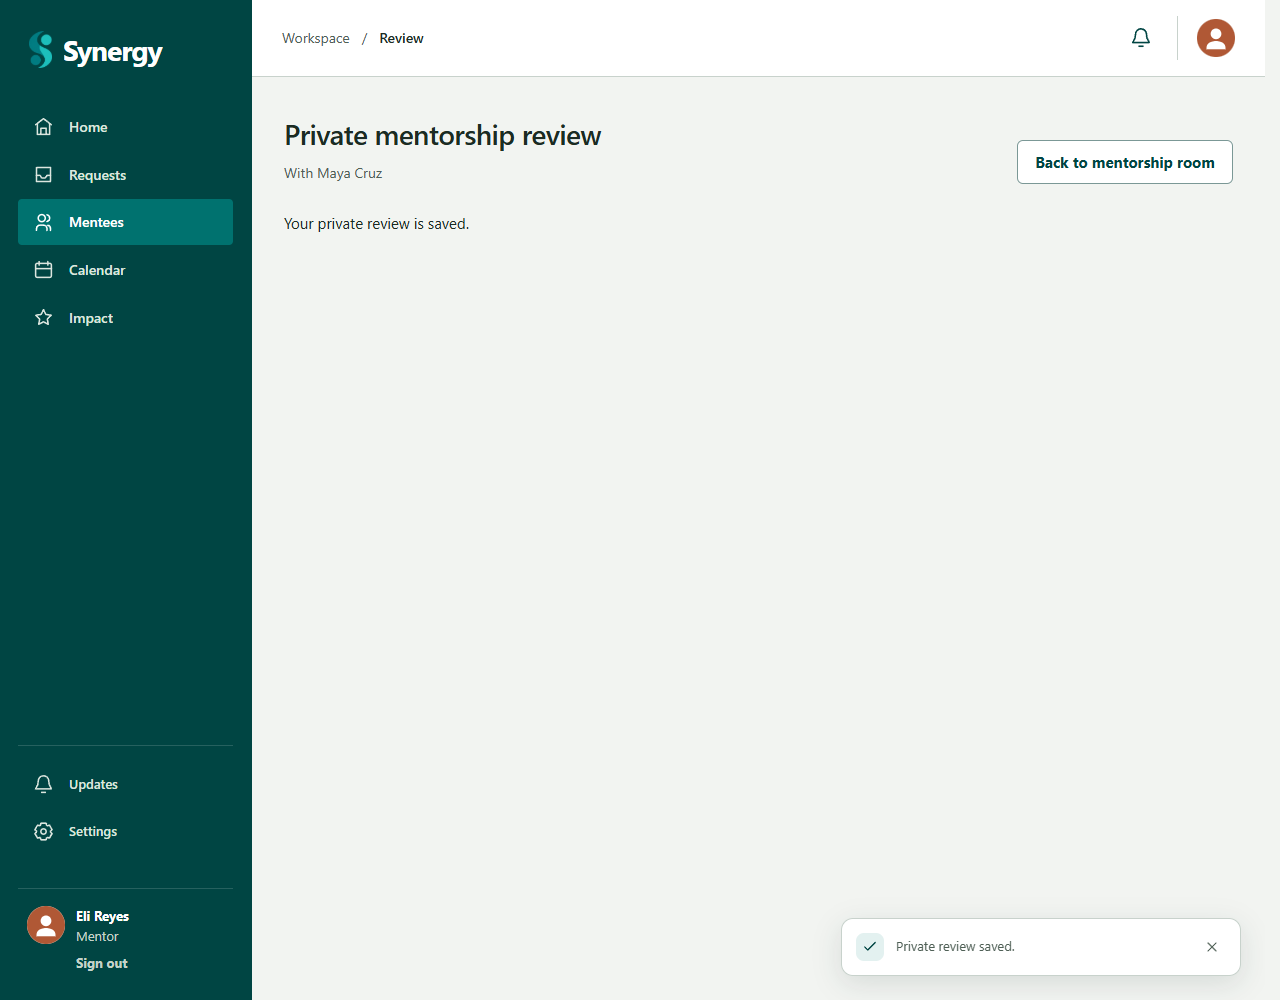 Synergy
Home
Requests
Mentees
Calendar
Impact
Updates
Settings
Eli Reyes
Mentor
Sign out
Workspace / Review
Private mentorship review
With Maya Cruz
Back to mentorship room
Your private review is saved.
Private review saved.